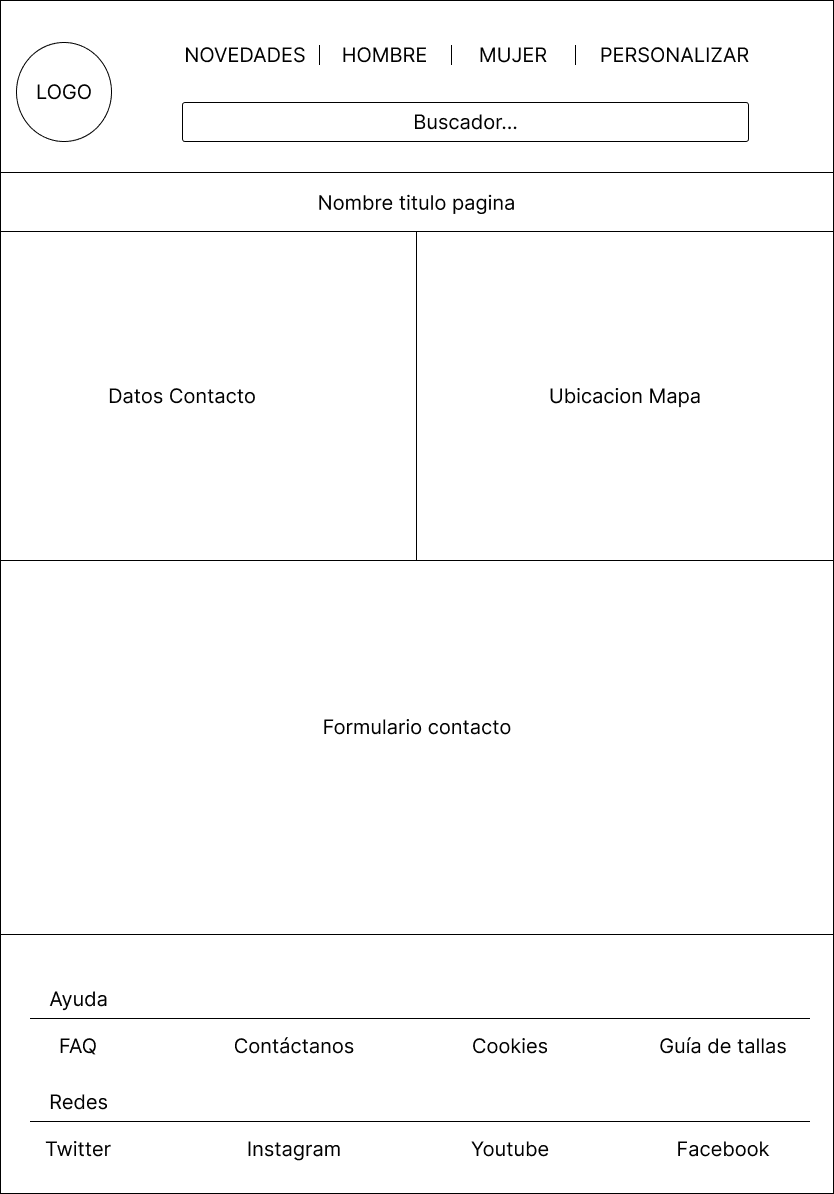 LOGO
NOVEDADES | HOMBRE | MUJER | PERSONALIZAR
Buscador...
Nombre titulo pagina
Datos Contacto
Ubicacion Mapa
Formulario contacto
Ayuda
FAQ Contáctanos Cookies Guía de tallas
Redes
Twitter Instagram Youtube Facebook